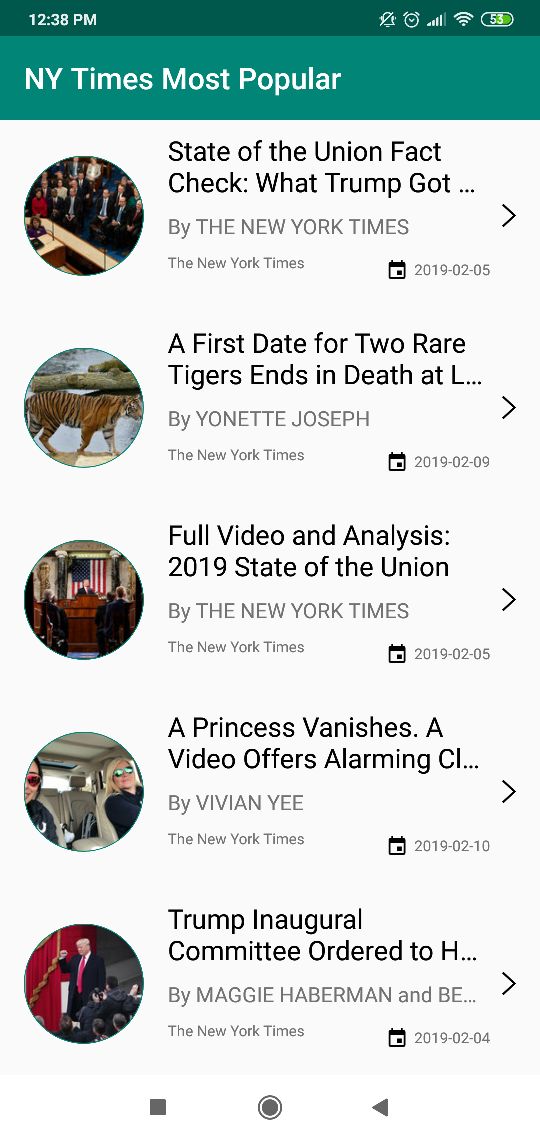 12:38 PM
53
NY Times Most Popular
State of the Union Fact
Check: What Trump Got ...
By THE NEW YORK TIMES
The New York Times
2019-02-05
A First Date for Two Rare
Tigers Ends in Death at L...
By YONETTE JOSEPH
The New York Times
2019-02-09
Full Video and Analysis:
2019 State of the Union
By THE NEW YORK TIMES
The New York Times
2019-02-05
A Princess Vanishes. A
Video Offers Alarming Cl...
By VIVIAN YEE
The New York Times
2019-02-10
Trump Inaugural
Committee Ordered to H...
By MAGGIE HABERMAN and BE...
The New York Times
2019-02-04